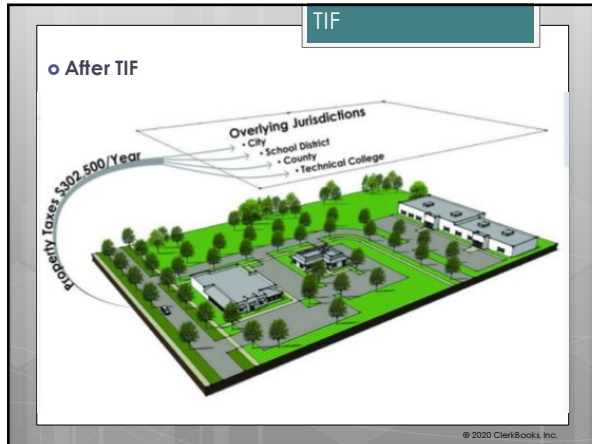 TIF
After TIF
Overlying Jurisdictions
• City
• School District
• County
• Technical College
Property Taxes $302,500/Year
© 2020 ClerkBooks, Inc.